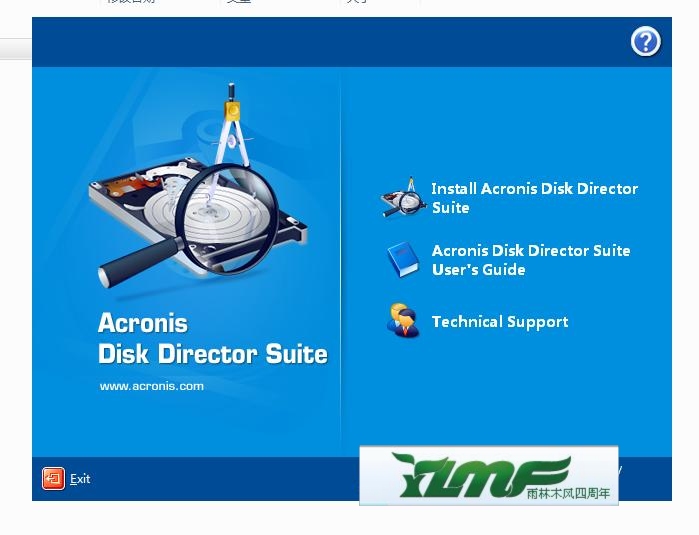 Install Acronis Disk Director
Suite
Acronis Disk Director Suite
User's Guide
Technical Support
Acronis
Disk Director Suite
www.acronis.com
Exit
YLMF
雨林木风四周年